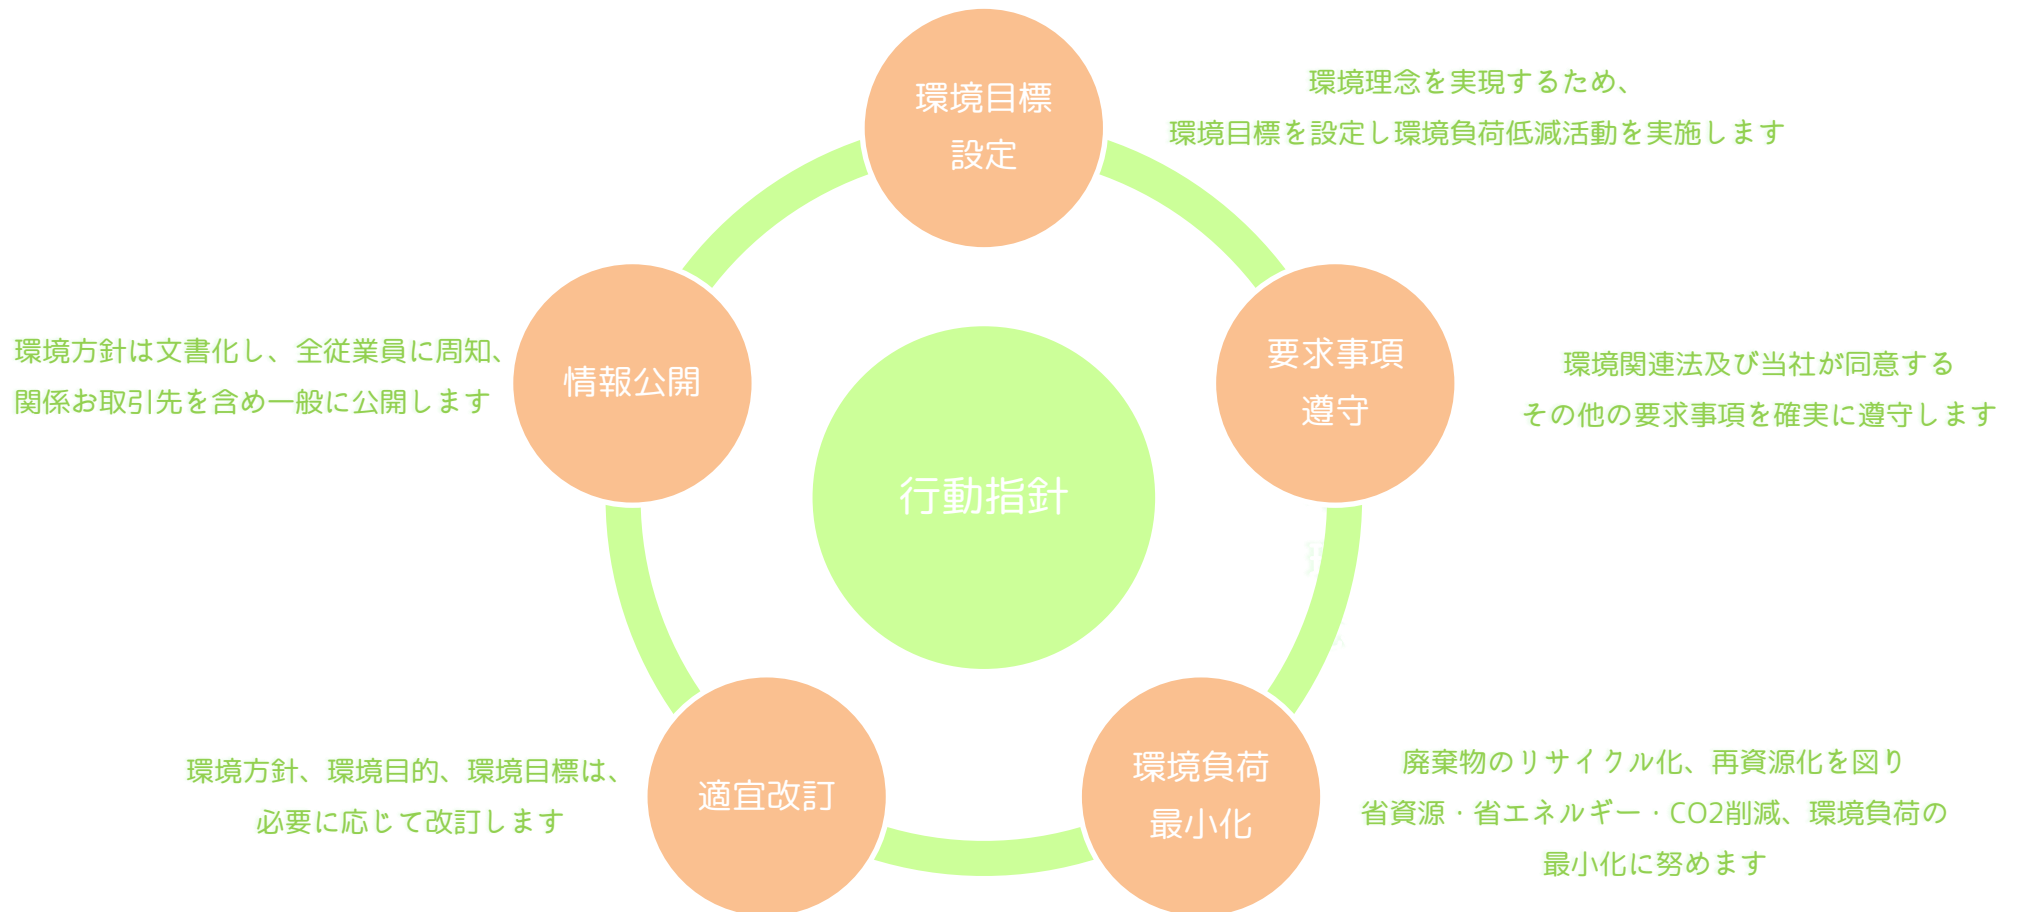 環境目標
設定
環境理念を実現するため、
環境目標を設定し環境負荷低減活動を実施します
要求事項
遵守
環境関連法及び当社が同意する
その他の要求事項を確実に遵守します
環境負荷
最小化
廃棄物のリサイクル化、再資源化を図り
省資源・省エネルギー・CO2削減、環境負荷の
最小化に努めます
適宜改訂
環境方針、環境目的、環境目標は、
必要に応じて改訂します
情報公開
環境方針は文書化し、全従業員に周知、
関係お取引先を含め一般に公開します
行動指針